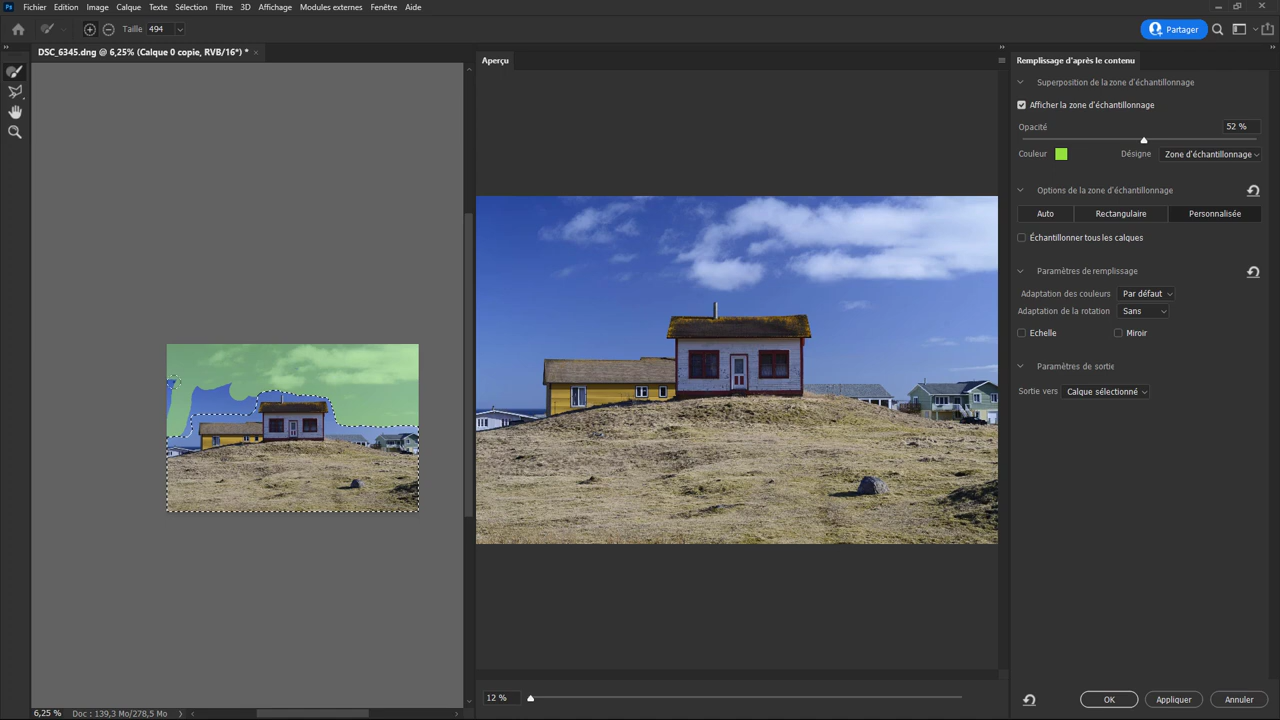 Ps Fichier Edition Image Calque Texte Sélection Filtre 3D Affichage Modules externes Fenêtre Aide
Taille 494
Partager
DSC_6345.dng @ 6,25% (Calque 0 copie, RVB/16*) *
Aperçu
Remplissage d'après le contenu
Superposition de la zone d'échantillonnage
Afficher la zone d'échantillonnage
Opacité 52 %
Couleur Désigne Zone d'échantillonnage
Options de la zone d'échantillonnage
Auto Rectangulaire Personnalisée
Échantillonner tous les calques
Paramètres de remplissage
Adaptation des couleurs Par défaut
Adaptation de la rotation Sans
Echelle Miroir
Paramètres de sortie
Sortie vers Calque sélectionné
12 %
OK Appliquer Annuler
6,25 % Doc : 139,3 Mo/278,5 Mo